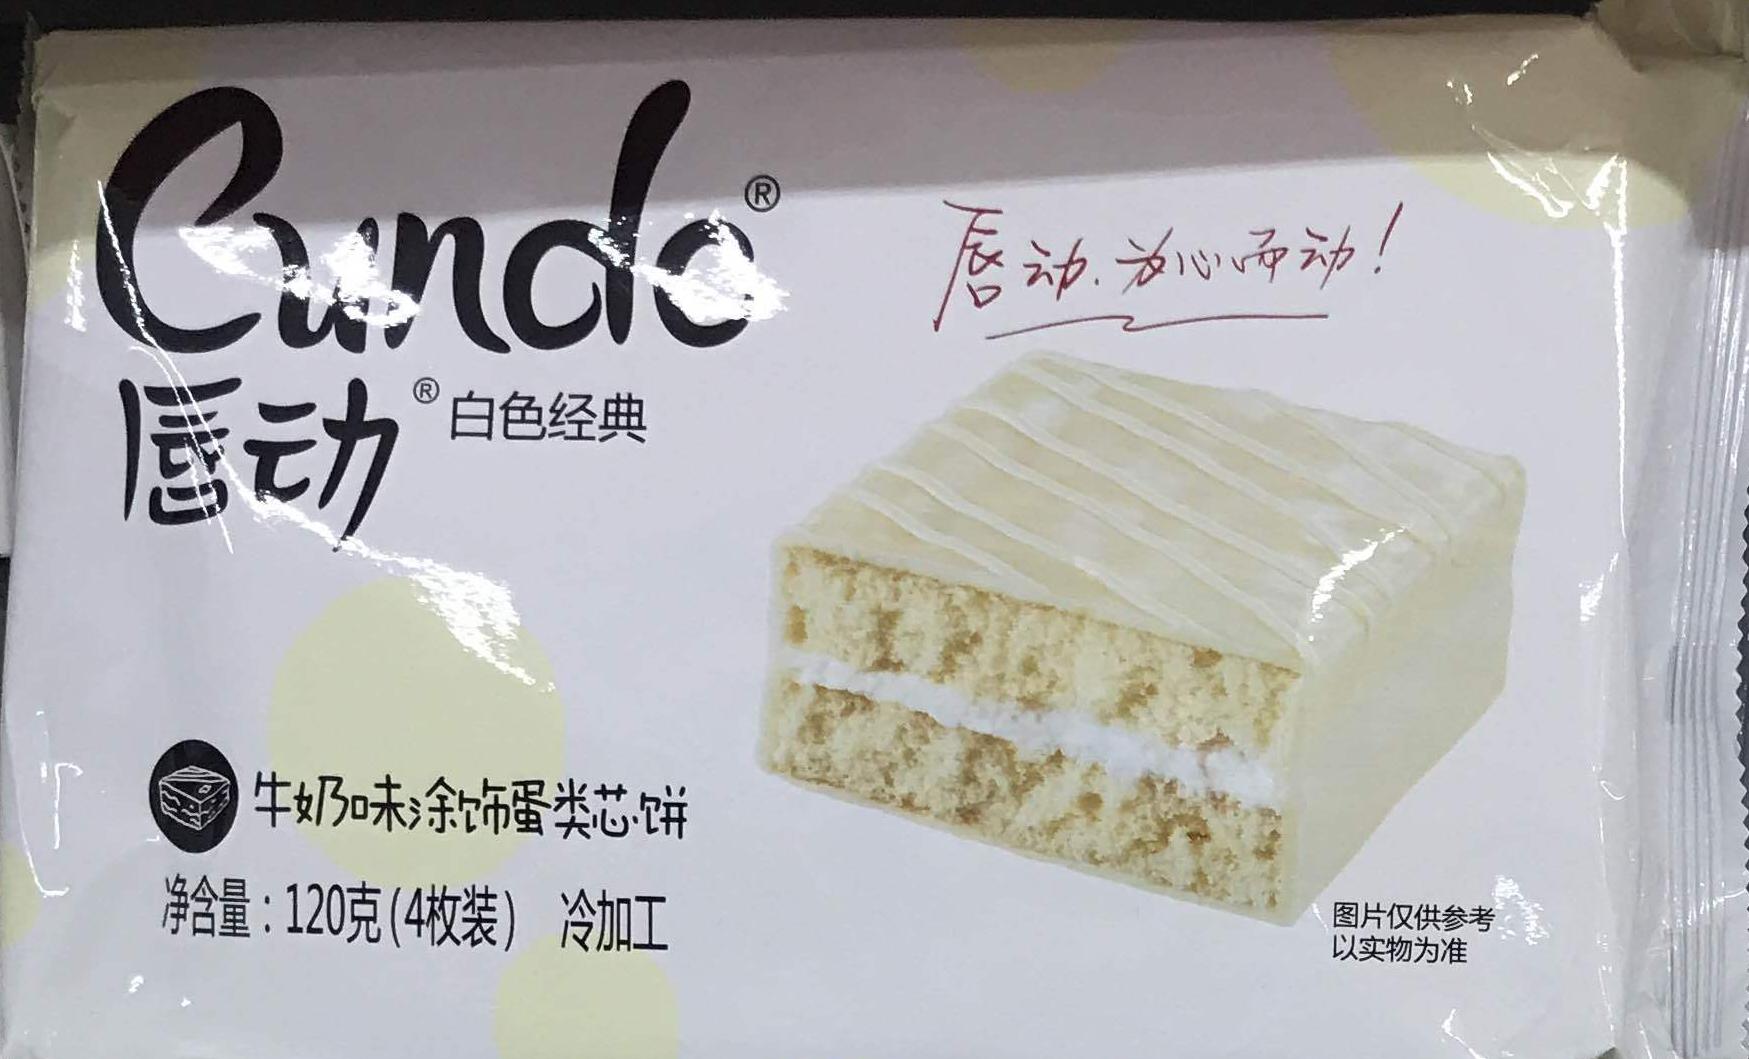 Cundo®
唇动®白色经典
唇动.为心而动!
牛奶味涂饰蛋类芯饼
净含量:120克(4枚装) 冷加工
图片仅供参考
以实物为准